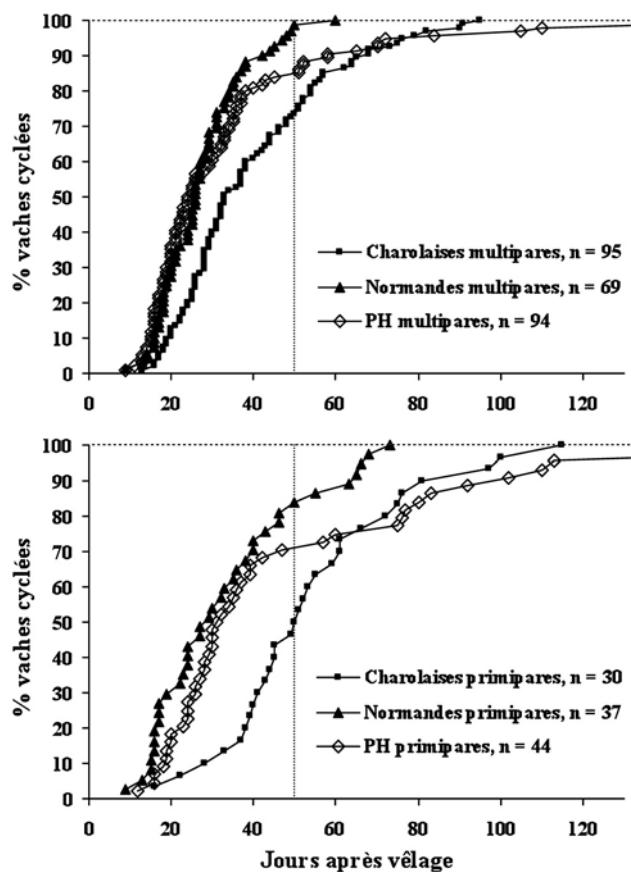 100
90
80
70
60
50
40
30
20
10
0
% vaches cyclées
Charolaises multipares, n = 95
Normandes multipares, n = 69
PH multipares, n = 94
0 20 40 60 80 100 120
100
90
80
70
60
50
40
30
20
10
0
% vaches cyclées
Charolaises primipares, n = 30
Normandes primipares, n = 37
PH primipares, n = 44
0 20 40 60 80 100 120
Jours après vêlage